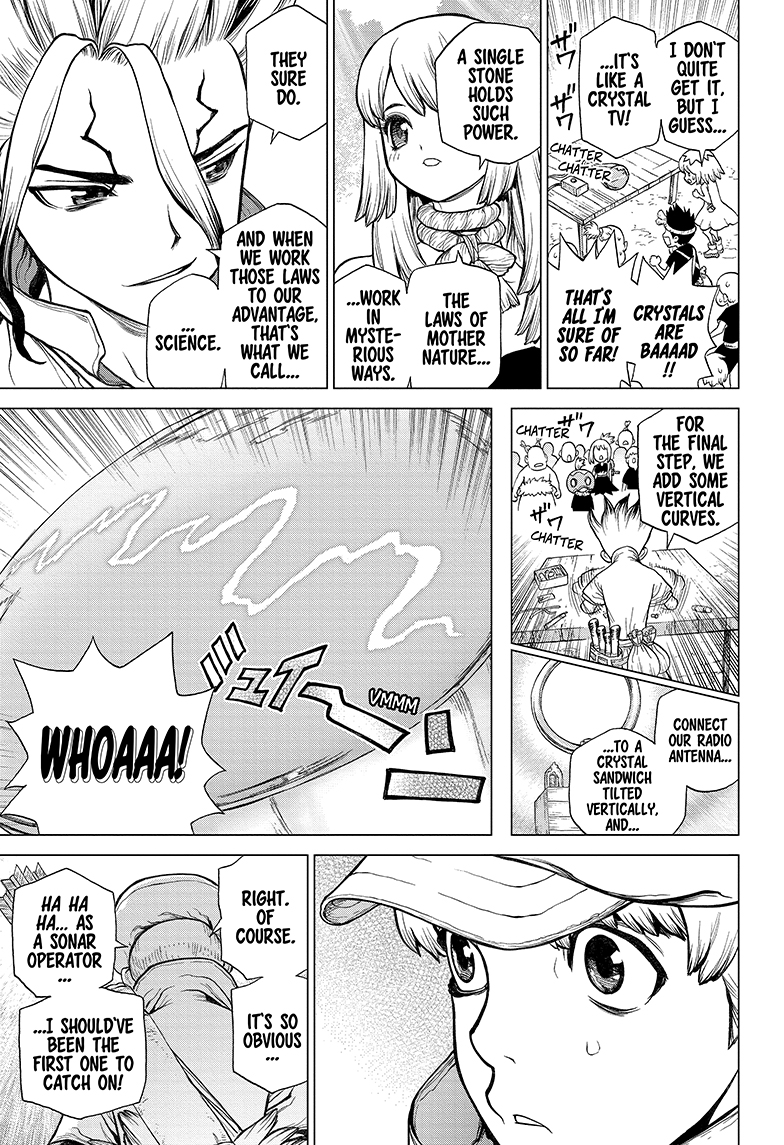 I DON'T
QUITE
GET IT,
BUT I
GUESS...
...IT'S
LIKE A
CRYSTAL
TV!
ザワ
ザワ
CHATTER
CHATTER
CRYSTALS
ARE
BAAAAD
!!
THAT'S
ALL I'M
SURE OF
SO FAR!
A SINGLE
STONE
HOLDS
SUCH
POWER.
THE
LAWS OF
MOTHER
NATURE...
...WORK
IN
MYSTE-
RIOUS
WAYS.
THEY
SURE
DO.
AND WHEN
WE WORK
THOSE LAWS
TO OUR
ADVANTAGE,
THAT'S
WHAT WE
CALL...
...
SCIENCE.
FOR
THE FINAL
STEP, WE
ADD SOME
VERTICAL
CURVES.
CHATTER
ザワ
ザワ
CHATTER
CONNECT
OUR RADIO
ANTENNA...
...TO A
CRYSTAL
SANDWICH
TILTED
VERTICALLY,
AND...
VMMM
WHOAAA!
RIGHT.
OF
COURSE.
IT'S SO
OBVIOUS
...
HA HA
HA... AS
A SONAR
OPERATOR
...
...I SHOULD'VE
BEEN THE
FIRST ONE TO
CATCH ON!